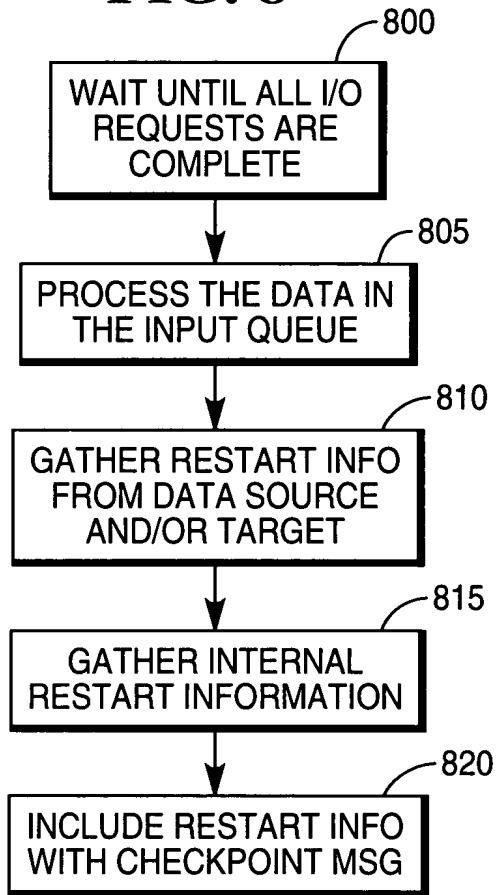 800
WAIT UNTIL ALL I/O
REQUESTS ARE
COMPLETE
805
PROCESS THE DATA IN
THE INPUT QUEUE
810
GATHER RESTART INFO
FROM DATA SOURCE
AND/OR TARGET
815
GATHER INTERNAL
RESTART INFORMATION
820
INCLUDE RESTART INFO
WITH CHECKPOINT MSG